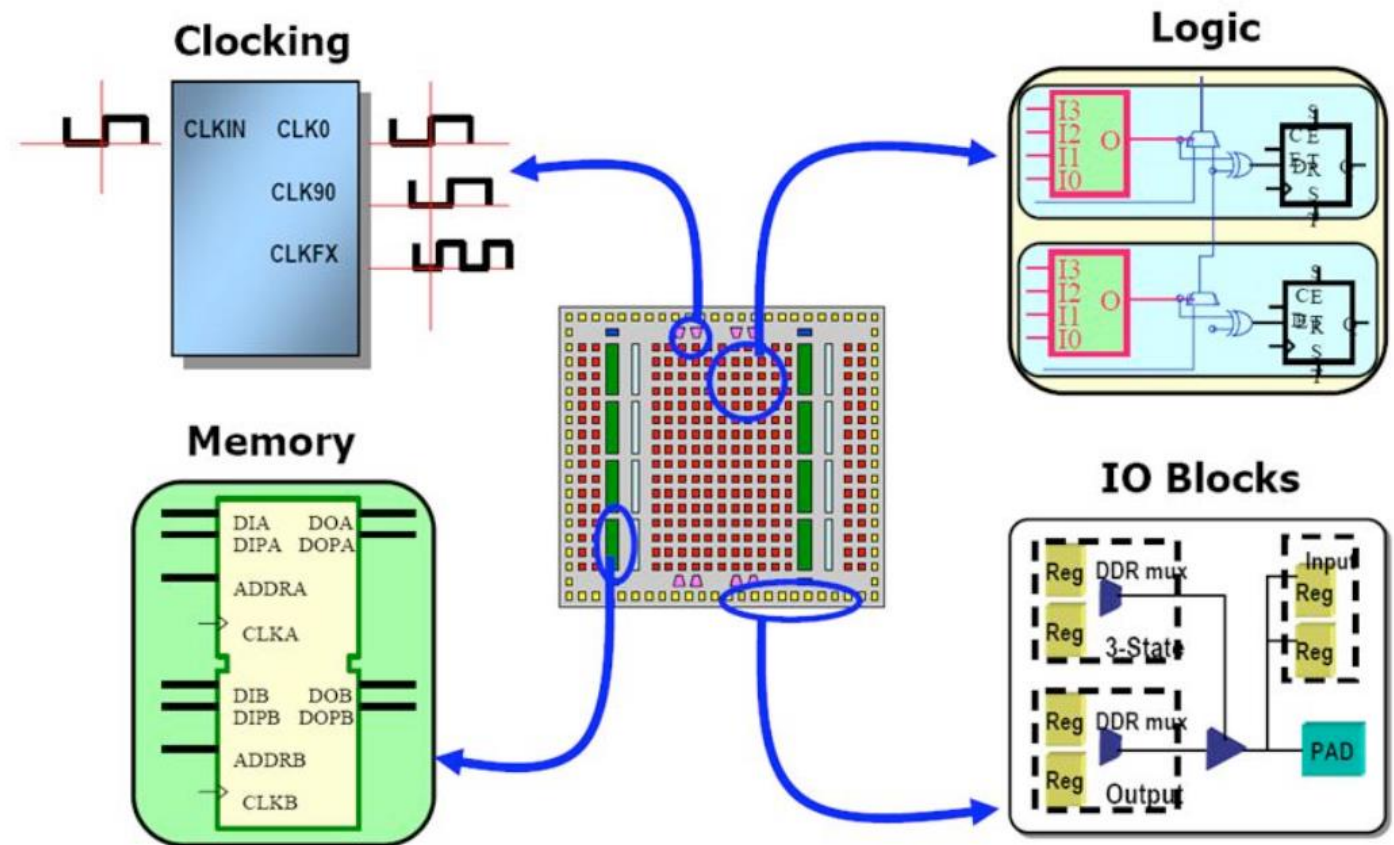 Clocking
CLKIN CLK0
CLK90
CLKFX
Logic
I3
I2
I1
I0
O
I3
I2
I1
I0
O
Memory
DIA DOA
DIPA DOPA
ADDRA
CLKA
DIB DOB
DIPB DOPB
ADDRB
CLKB
IO Blocks
Reg DDR mux
Reg 3-State
Input
Reg
Reg
Reg DDR mux
Reg Output
PAD